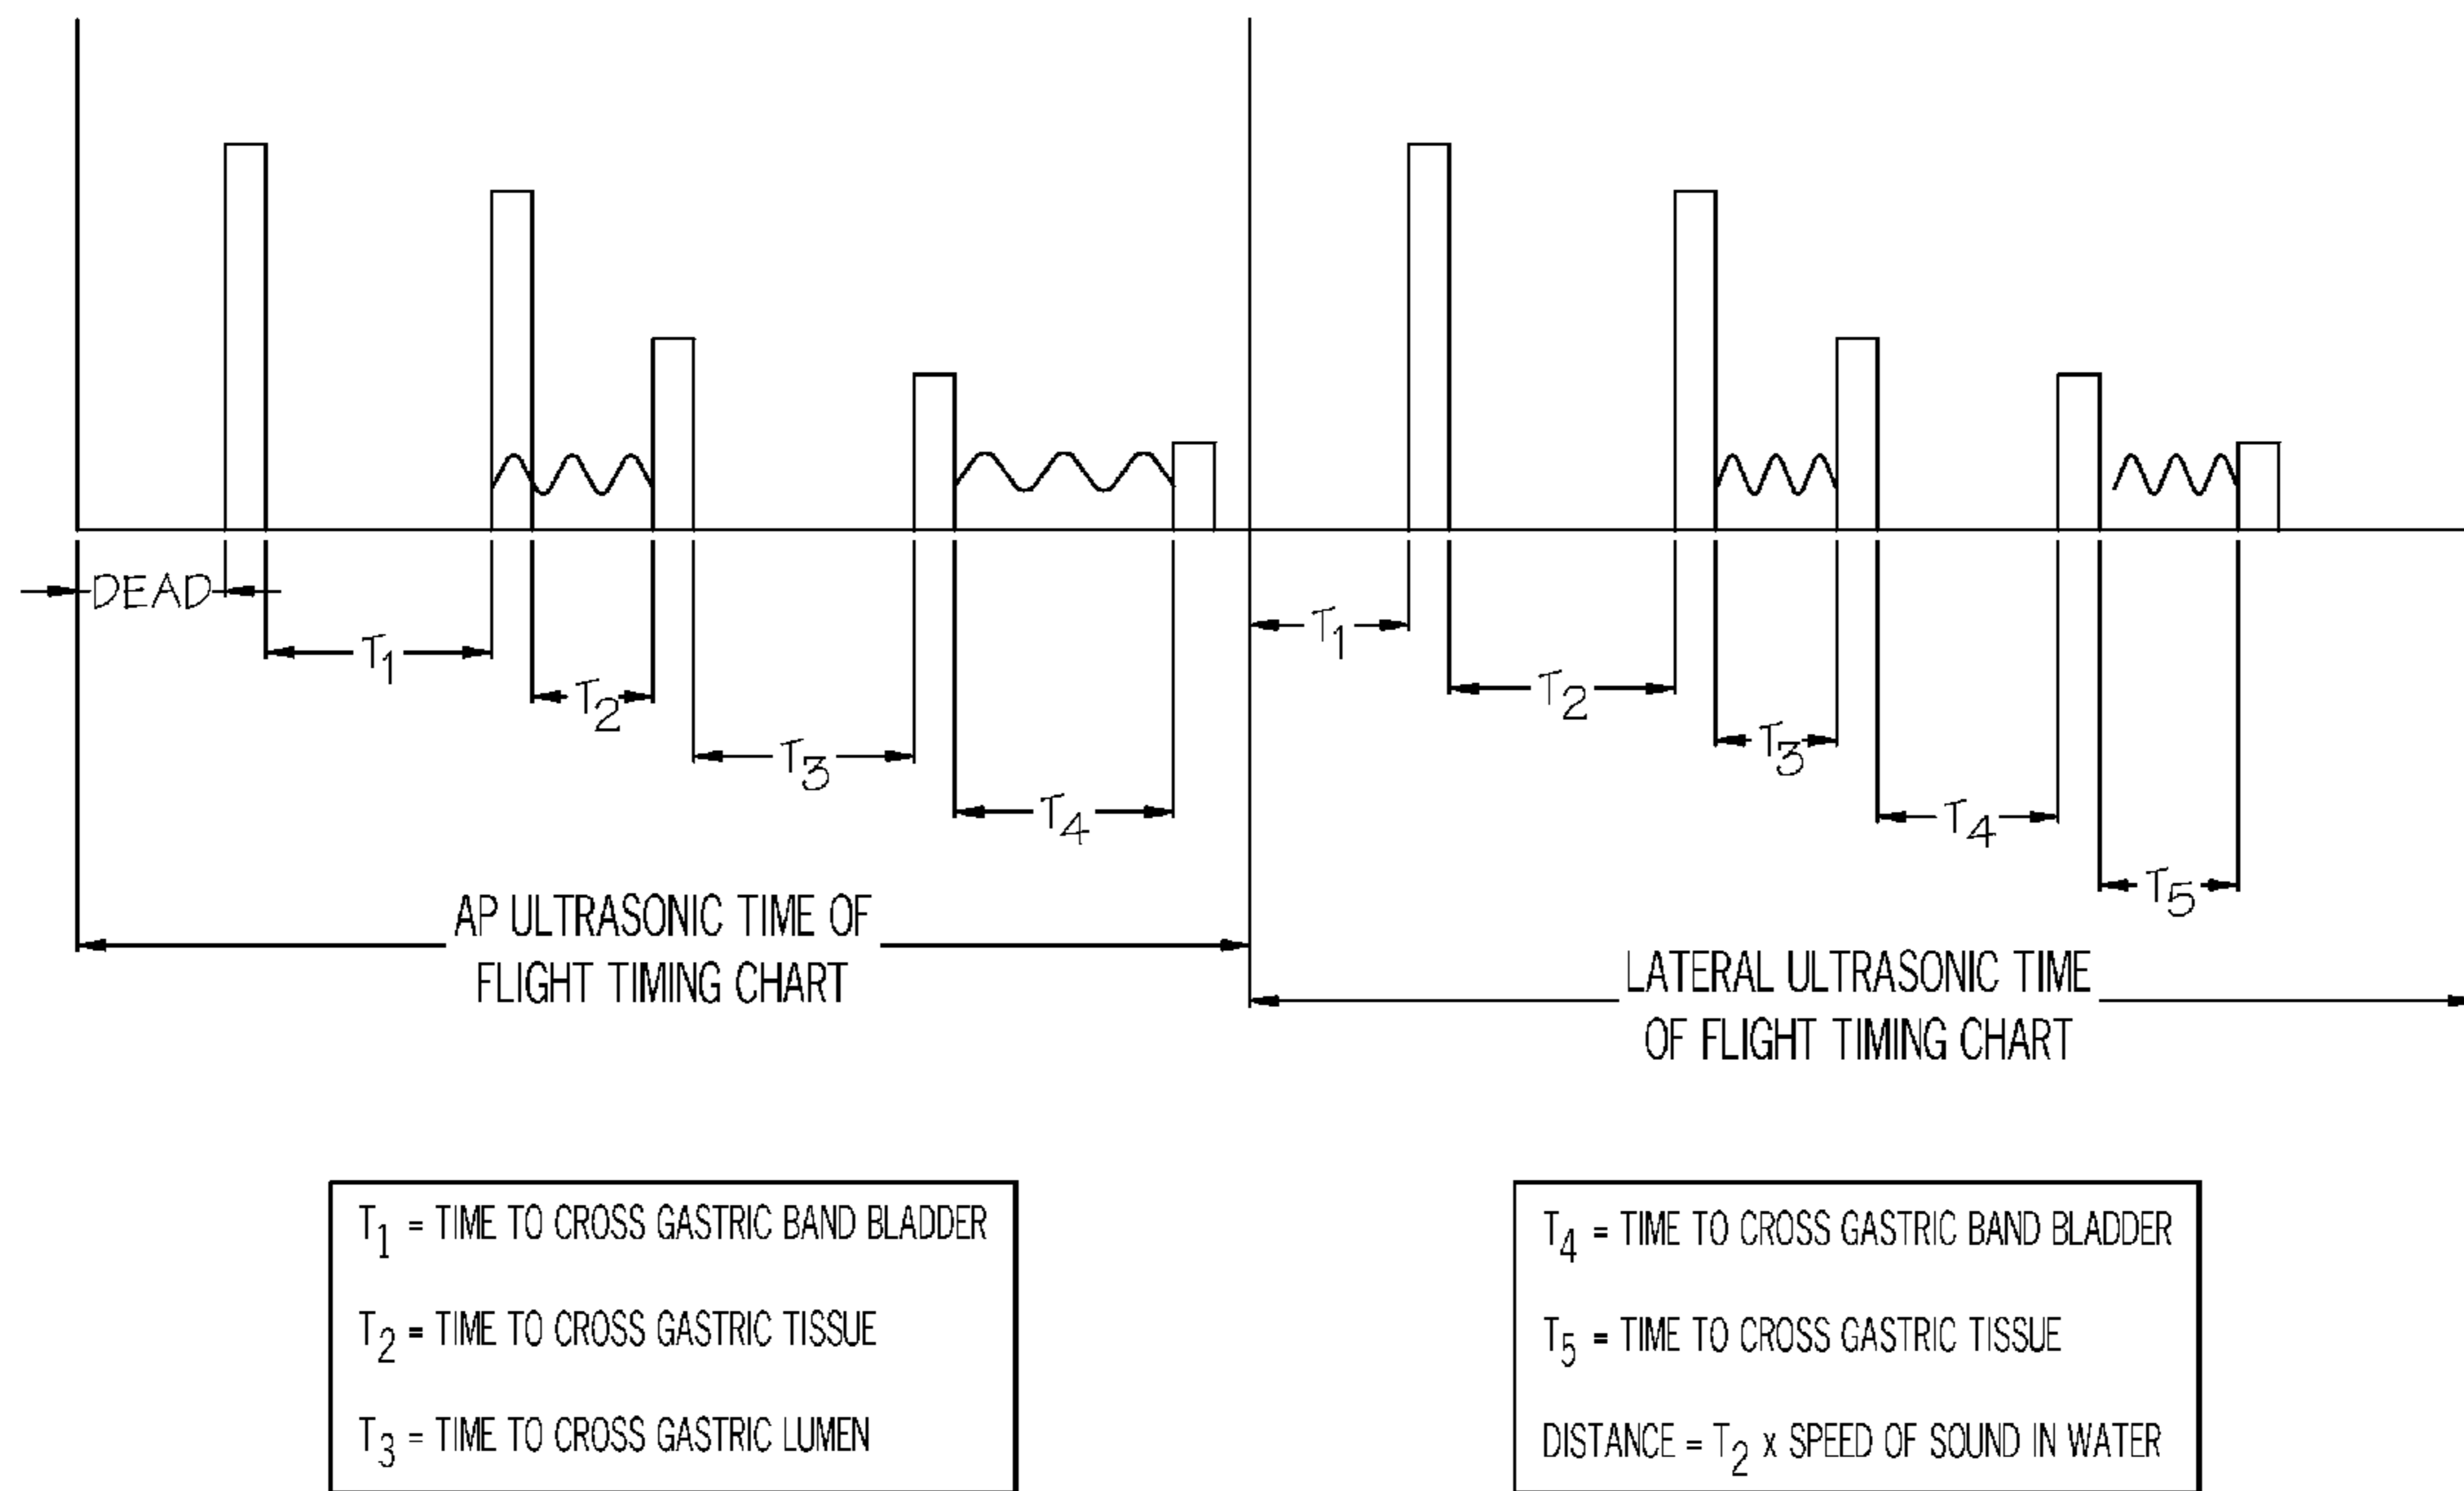 DEAD
T1
T2
T3
T4
T1
T2
T3
T4
T5
AP ULTRASONIC TIME OF
FLIGHT TIMING CHART
LATERAL ULTRASONIC TIME
OF FLIGHT TIMING CHART
T1 = TIME TO CROSS GASTRIC BAND BLADDER
T2 = TIME TO CROSS GASTRIC TISSUE
T3 = TIME TO CROSS GASTRIC LUMEN
T4 = TIME TO CROSS GASTRIC BAND BLADDER
T5 = TIME TO CROSS GASTRIC TISSUE
DISTANCE = T2 x SPEED OF SOUND IN WATER